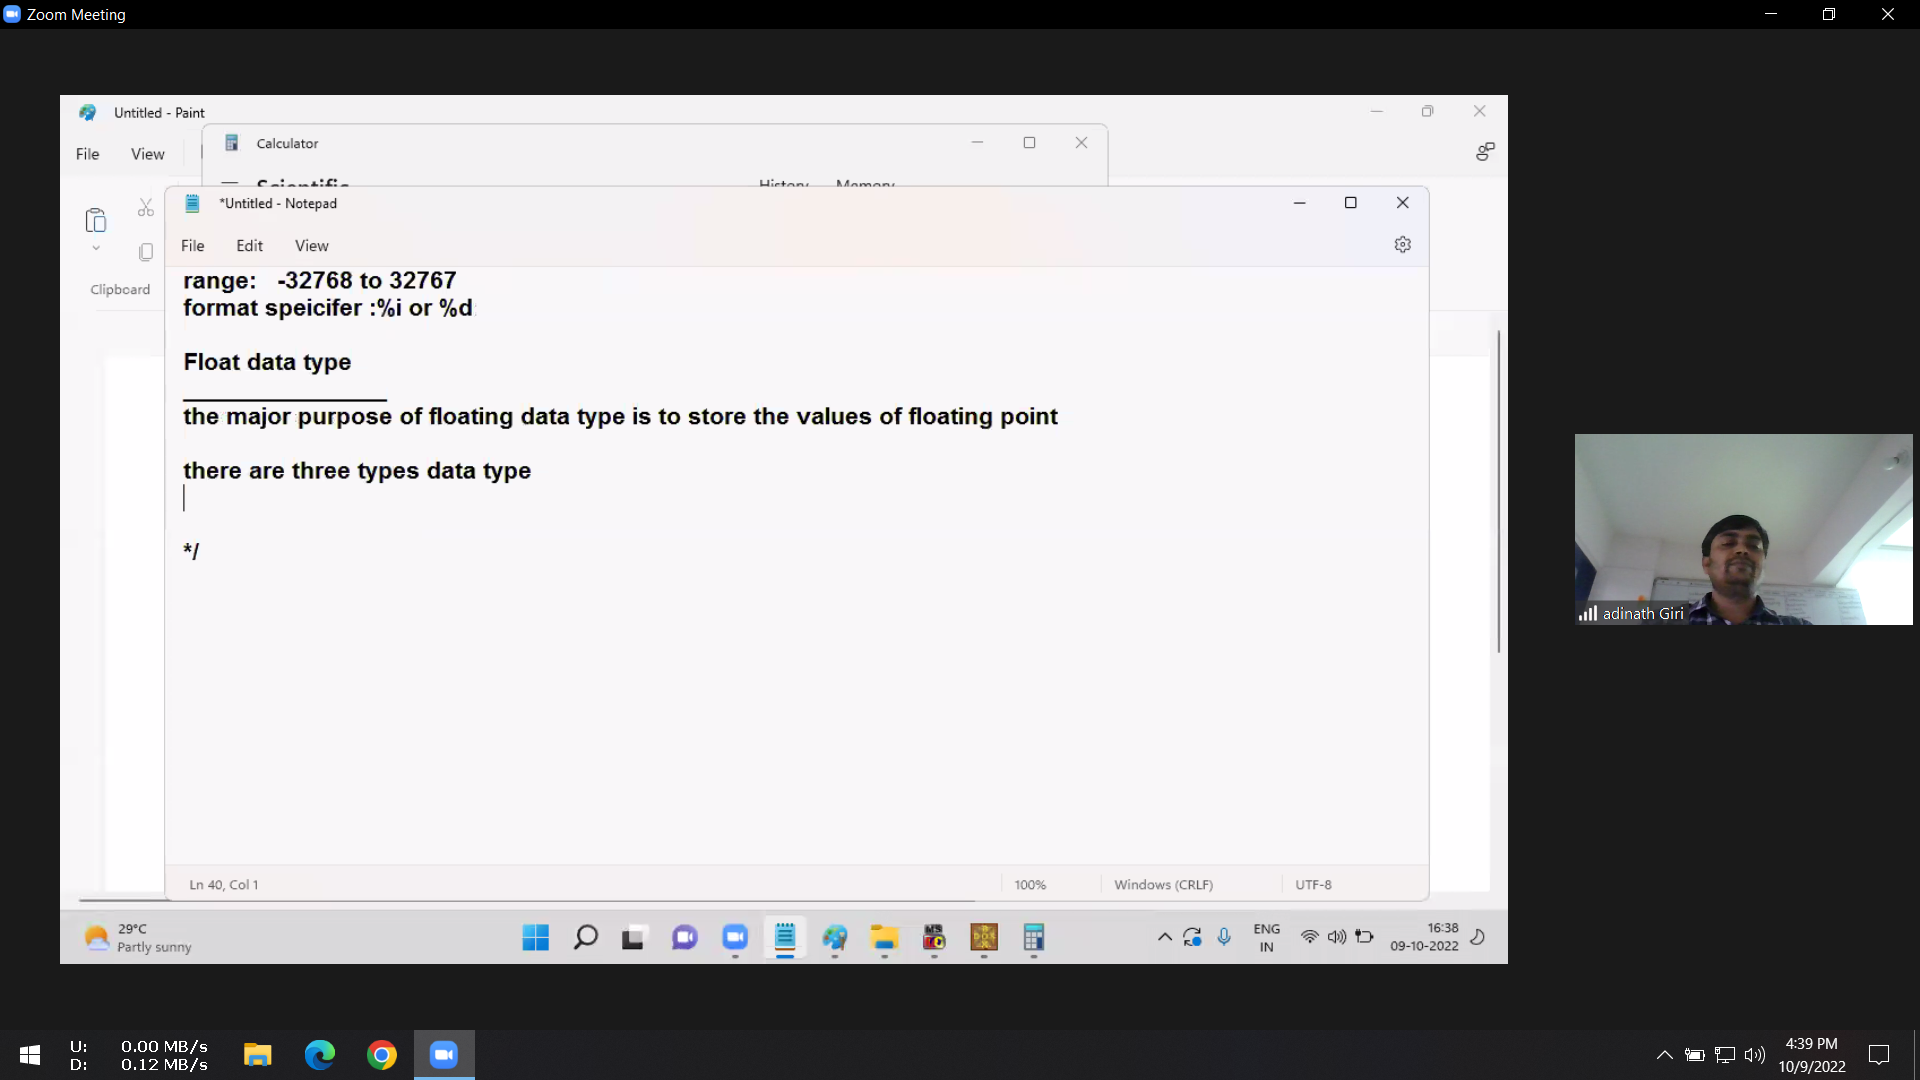 Zoom Meeting
Untitled - Paint
File View
Calculator
Scientific
History Memory
Clipboard
*Untitled - Notepad
File Edit View
range: -32768 to 32767
format speicifer :%i or %d
Float data type
_______________
the major purpose of floating data type is to store the values of floating point
there are three types data type
*/
adinath Giri
Ln 40, Col 1
100%
Windows (CRLF)
UTF-8
29°C
Partly sunny
ENG
IN
16:38
09-10-2022
U: 0.00 MB/s
D: 0.12 MB/s
4:39 PM
10/9/2022